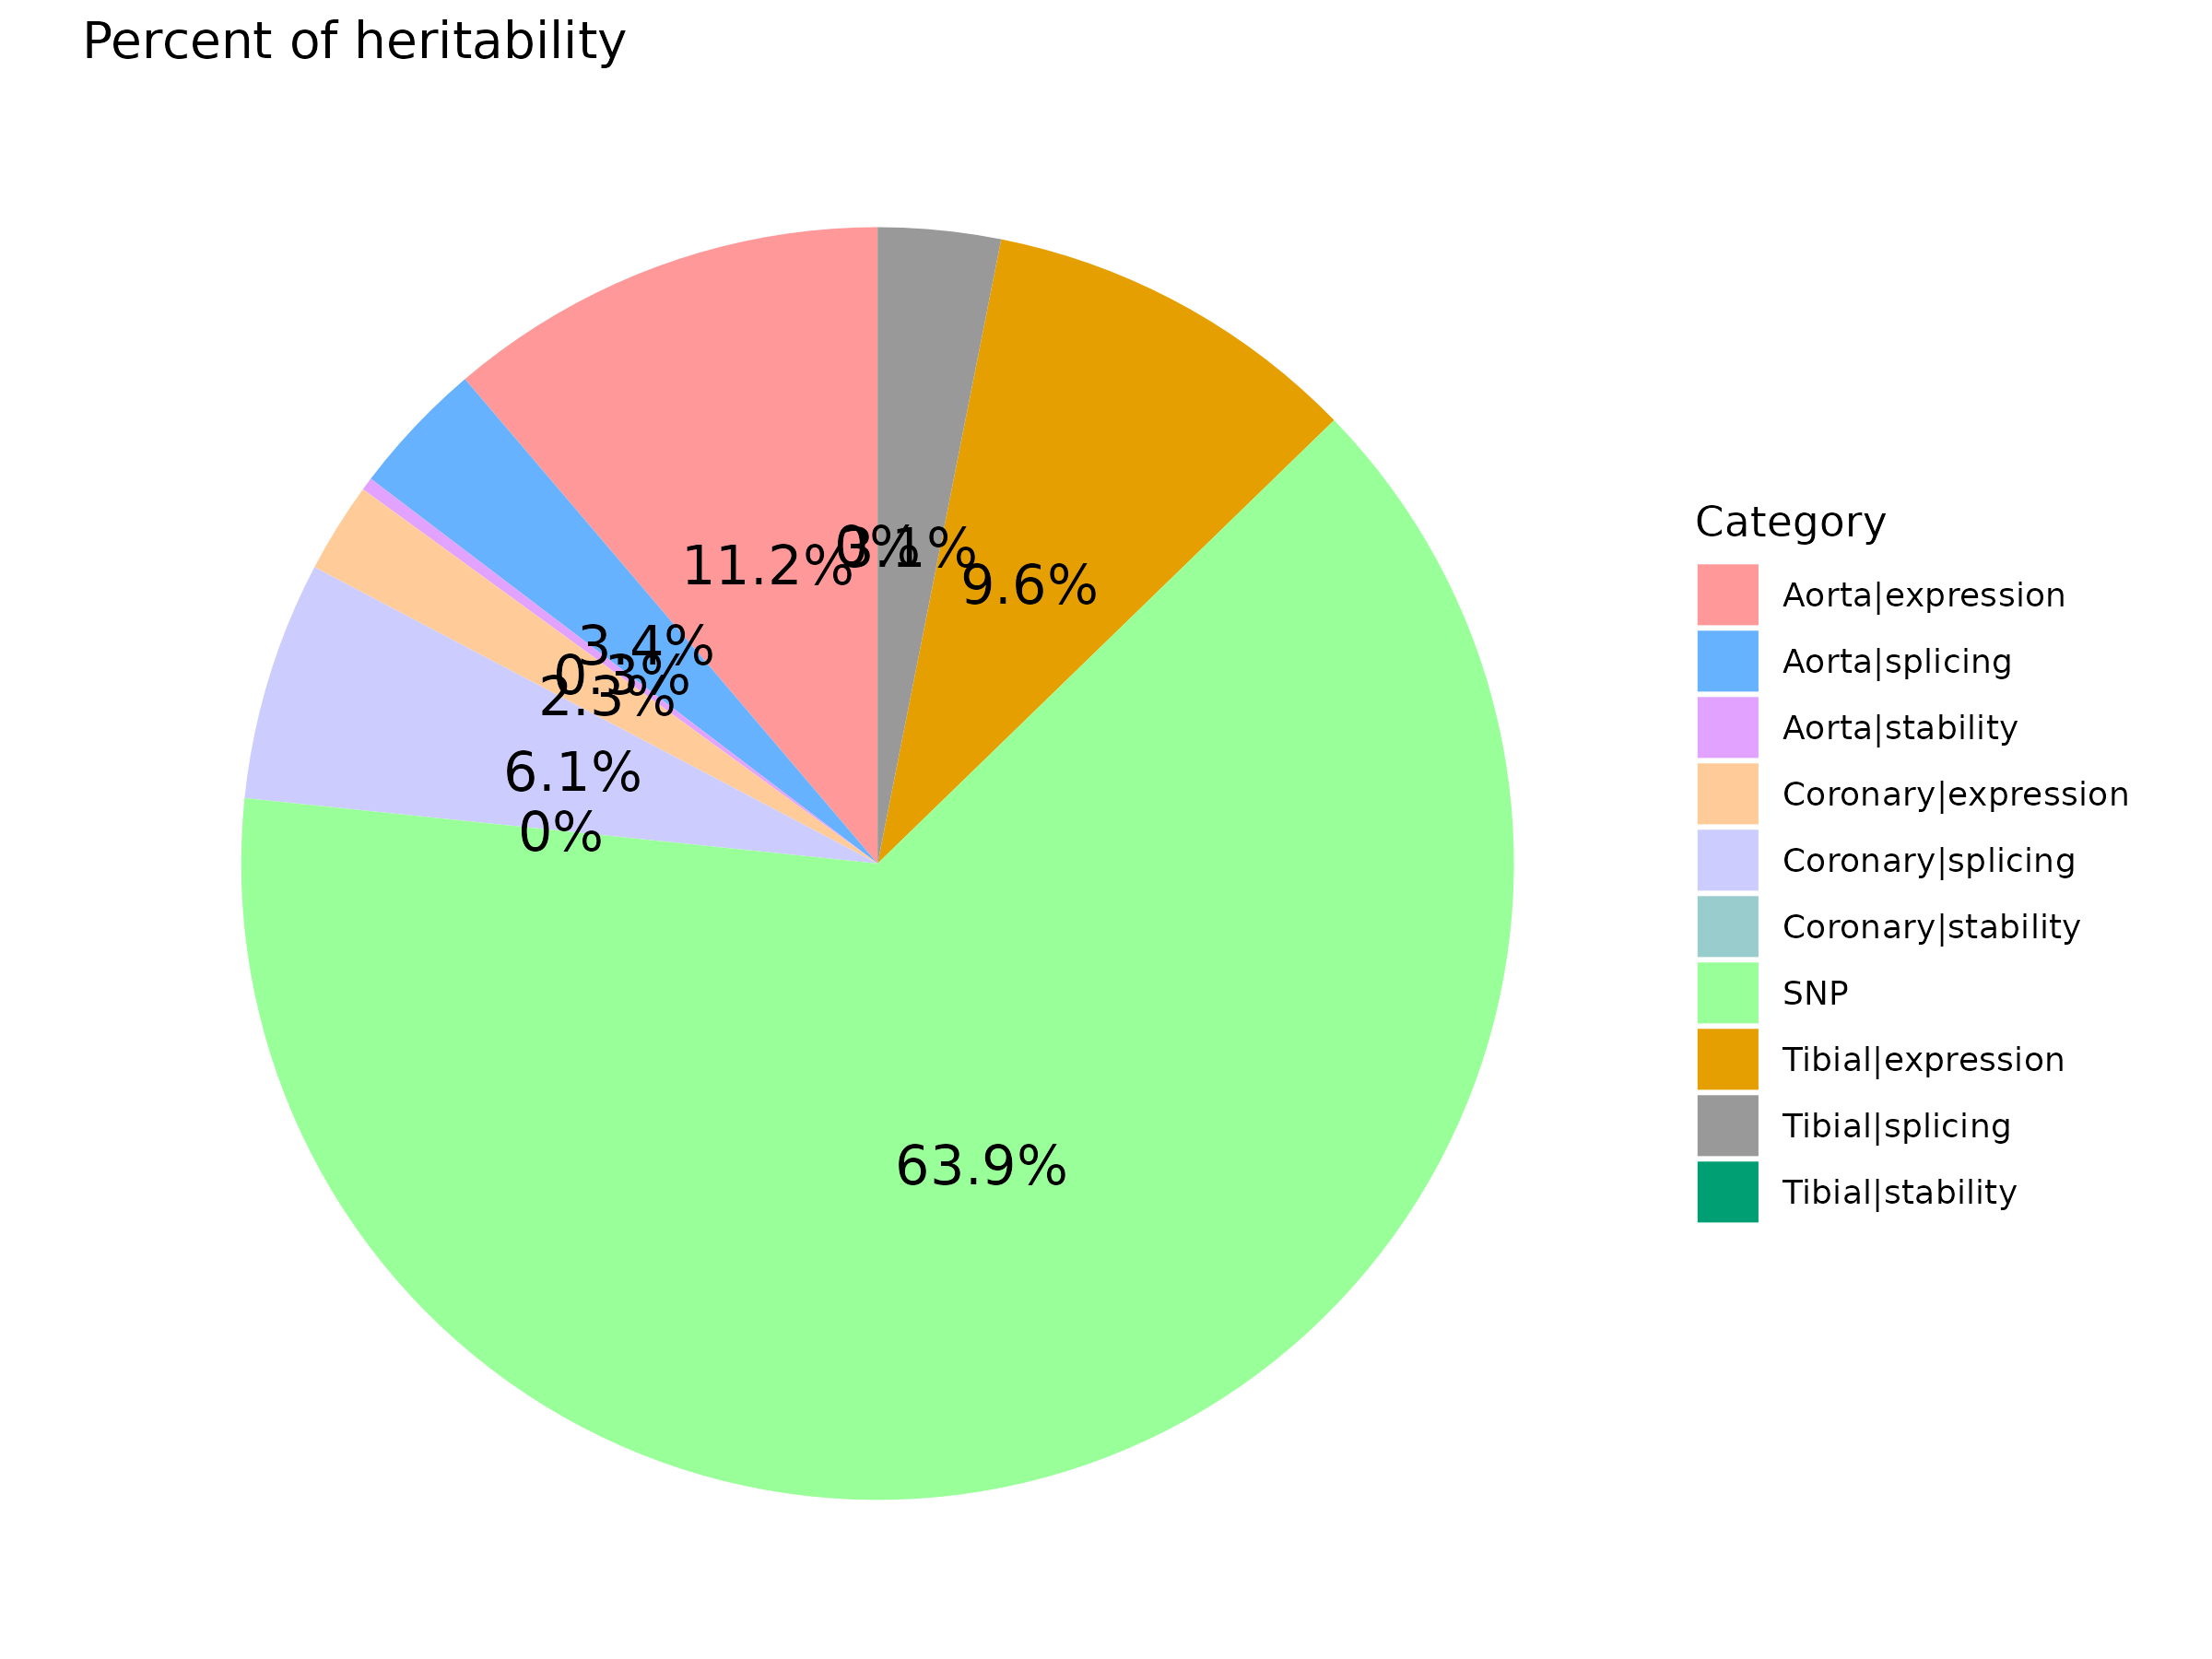 Percent of heritability
0%
3.1%
11.2%
9.6%
3.4%
0.3%
2.3%
6.1%
0%
63.9%
Category
Aorta|expression
Aorta|splicing
Aorta|stability
Coronary|expression
Coronary|splicing
Coronary|stability
SNP
Tibial|expression
Tibial|splicing
Tibial|stability